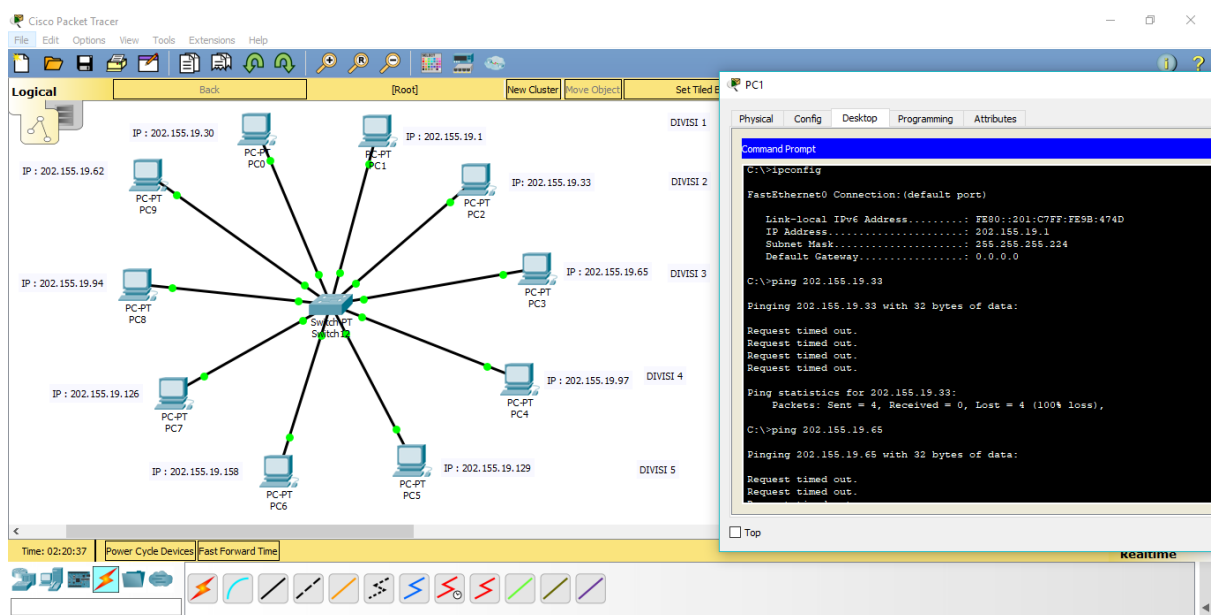 Cisco Packet Tracer
File Edit Options View Tools Extensions Help
Logical
Back
[Root]
New Cluster
Move Object
Set Tiled B
IP : 202.155.19.30
PC-PT
PC0
IP : 202.155.19.1
PC-PT
PC1
DIVISI 1
IP : 202.155.19.62
PC-PT
PC9
IP: 202.155.19.33
PC-PT
PC2
DIVISI 2
IP : 202.155.19.94
PC-PT
PC8
IP : 202.155.19.65
PC-PT
PC3
DIVISI 3
Switch-PT
Switch12
IP : 202.155.19.126
PC-PT
PC7
IP : 202.155.19.97
PC-PT
PC4
DIVISI 4
IP : 202.155.19.158
PC-PT
PC6
IP : 202.155.19.129
PC-PT
PC5
DIVISI 5
Time: 02:20:37
Power Cycle Devices
Fast Forward Time
Realtime
PC1
Physical Config Desktop Programming Attributes
Command Prompt
C:\>ipconfig
FastEthernet0 Connection:(default port)
Link-local IPv6 Address.........: FE80::201:C7FF:FE9B:474D
IP Address......................: 202.155.19.1
Subnet Mask.....................: 255.255.255.224
Default Gateway.................: 0.0.0.0
C:\>ping 202.155.19.33
Pinging 202.155.19.33 with 32 bytes of data:
Request timed out.
Request timed out.
Request timed out.
Request timed out.
Ping statistics for 202.155.19.33:
Packets: Sent = 4, Received = 0, Lost = 4 (100% loss),
C:\>ping 202.155.19.65
Pinging 202.155.19.65 with 32 bytes of data:
Request timed out.
Request timed out.
Top